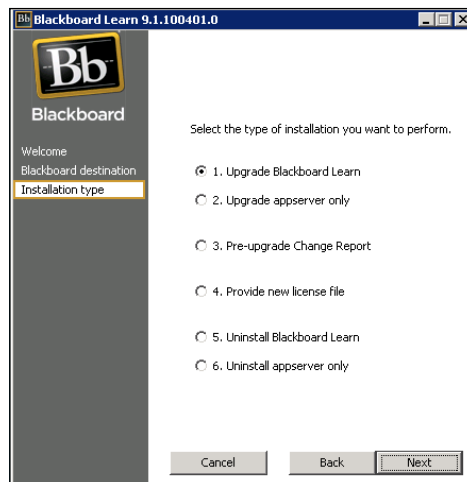 Bb Blackboard Learn 9.1.100401.0
Bb
Blackboard
Welcome
Blackboard destination
Installation type
Select the type of installation you want to perform.
1. Upgrade Blackboard Learn
2. Upgrade appserver only
3. Pre-upgrade Change Report
4. Provide new license file
5. Uninstall Blackboard Learn
6. Uninstall appserver only
Cancel Back Next